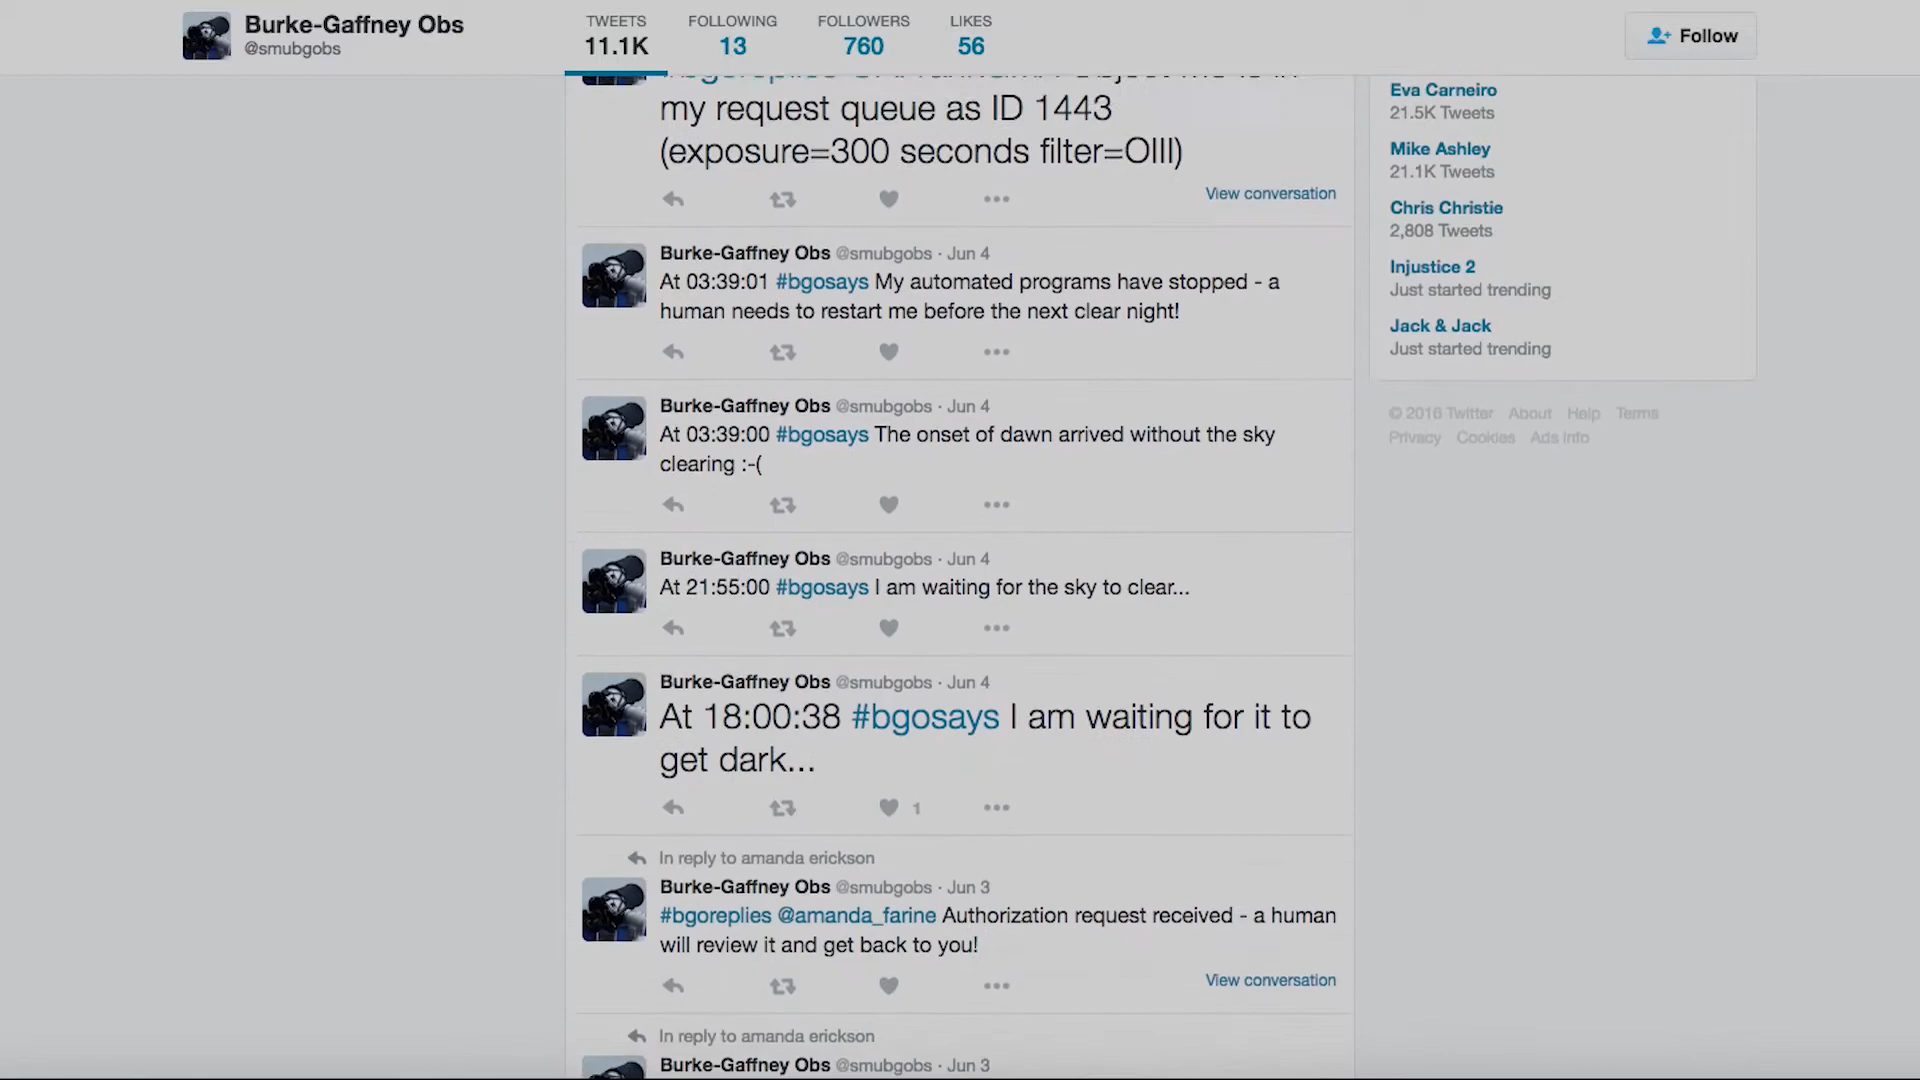 Burke-Gaffney Obs
@smubgobs
TWEETS
11.1K
FOLLOWING
13
FOLLOWERS
760
LIKES
56
Follow
my request queue as ID 1443
(exposure=300 seconds filter=OIII)
View conversation
Burke-Gaffney Obs @smubgobs · Jun 4
At 03:39:01 #bgosays My automated programs have stopped - a
human needs to restart me before the next clear night!
Burke-Gaffney Obs @smubgobs · Jun 4
At 03:39:00 #bgosays The onset of dawn arrived without the sky
clearing :-(
Burke-Gaffney Obs @smubgobs · Jun 4
At 21:55:00 #bgosays I am waiting for the sky to clear...
Burke-Gaffney Obs @smubgobs · Jun 4
At 18:00:38 #bgosays I am waiting for it to
get dark...
1
In reply to amanda erickson
Burke-Gaffney Obs @smubgobs · Jun 3
#bgoreplies @amanda_farine Authorization request received - a human
will review it and get back to you!
View conversation
In reply to amanda erickson
Burke-Gaffney Obs @smubgobs · Jun 3
Eva Carneiro
21.5K Tweets
Mike Ashley
21.1K Tweets
Chris Christie
2,808 Tweets
Injustice 2
Just started trending
Jack & Jack
Just started trending
© 2016 Twitter About Help Terms
Privacy Cookies Ads info